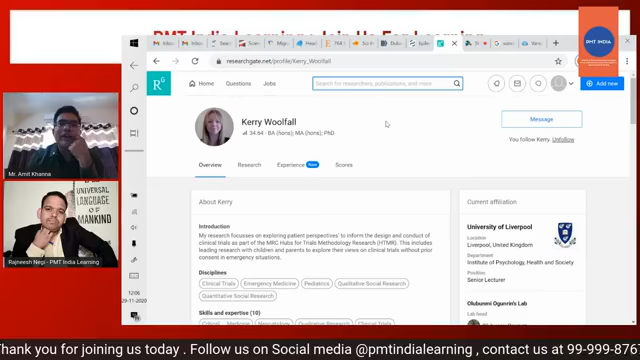 PMT INDIA
researchgate.net/profile/Kerry_Woolfall
R G
Home Questions Jobs
Search for researchers, publications, and more
Add new
Kerry Woolfall
34.64 · BA (hons); MA (hons); PhD
Message
You follow Kerry. Unfollow
Overview Research Experience New Scores
About Kerry
Introduction
My research focusses on exploring patient perspectives' to inform the design and conduct of
clinical trials as part of the MRC Hubs for Trials Methodology Research (HTMR). This includes
leading research with children and parents to explore their views on clinical trials without prior
consent in emergency situations.
Disciplines
Clinical Trials Emergency Medicine Pediatrics Qualitative Social Research
Quantitative Social Research
Skills and expertise (10)
Current affiliation
University of Liverpool
Location
Liverpool, United Kingdom
Department
Institute of Psychology, Health and Society
Position
Senior Lecturer
Olubusmi Ogunrin's Lab
Mr. Amit Khanna
UNIVERSAL
LANGUAGE
OF
MANKIND
Rajneesh Negi - PMT India Learning
12:06
29-11-2020
Thank you for joining us today . Follow us on Social media @pmtindialearning , contact us at 99-999-876